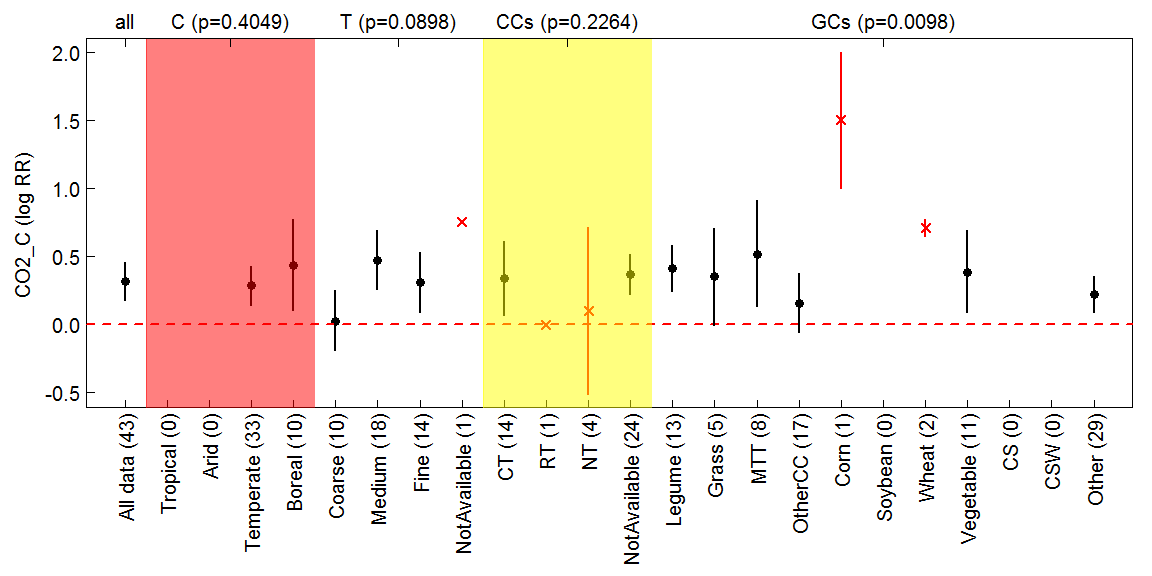 all C (p=0.4049) T (p=0.0898) CCs (p=0.2264) GCs (p=0.0098)
CO2_C (log RR)
2.0
1.5
1.0
0.5
0.0
-0.5
All data (43)
Tropical (0)
Arid (0)
Temperate (33)
Boreal (10)
Coarse (10)
Medium (18)
Fine (14)
NotAvailable (1)
CT (14)
RT (1)
NT (4)
NotAvailable (24)
Legume (13)
Grass (5)
MTT (8)
OtherCC (17)
Corn (1)
Soybean (0)
Wheat (2)
Vegetable (11)
CS (0)
CSW (0)
Other (29)